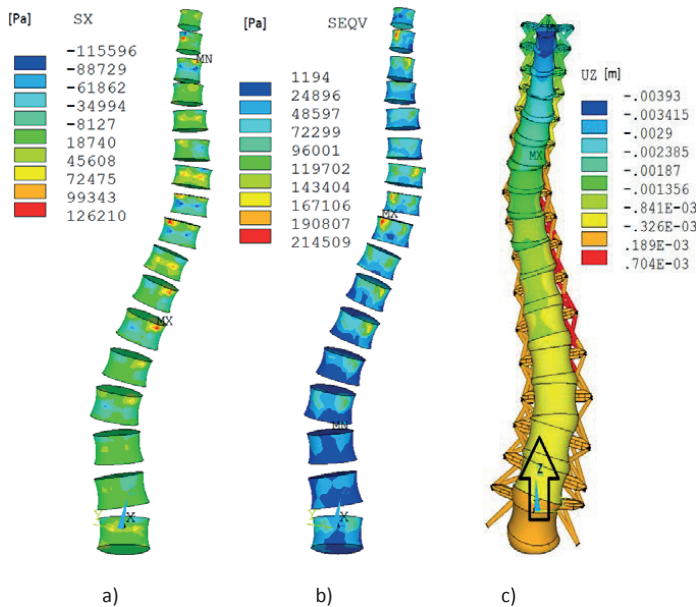 [Pa] SX
-115596
-88729
-61862
-34994
-8127
18740
45608
72475
99343
126210
MN
MX
Y
X
a)
[Pa] SEQV
1194
24896
48597
72299
96001
119702
143404
167106
190807
214509
MX
MN
Y
X
b)
UZ [m]
-.00393
-.003415
-.0029
-.002385
-.00187
-.001356
-.841E-03
-.326E-03
.189E-03
.704E-03
MX
Z
c)